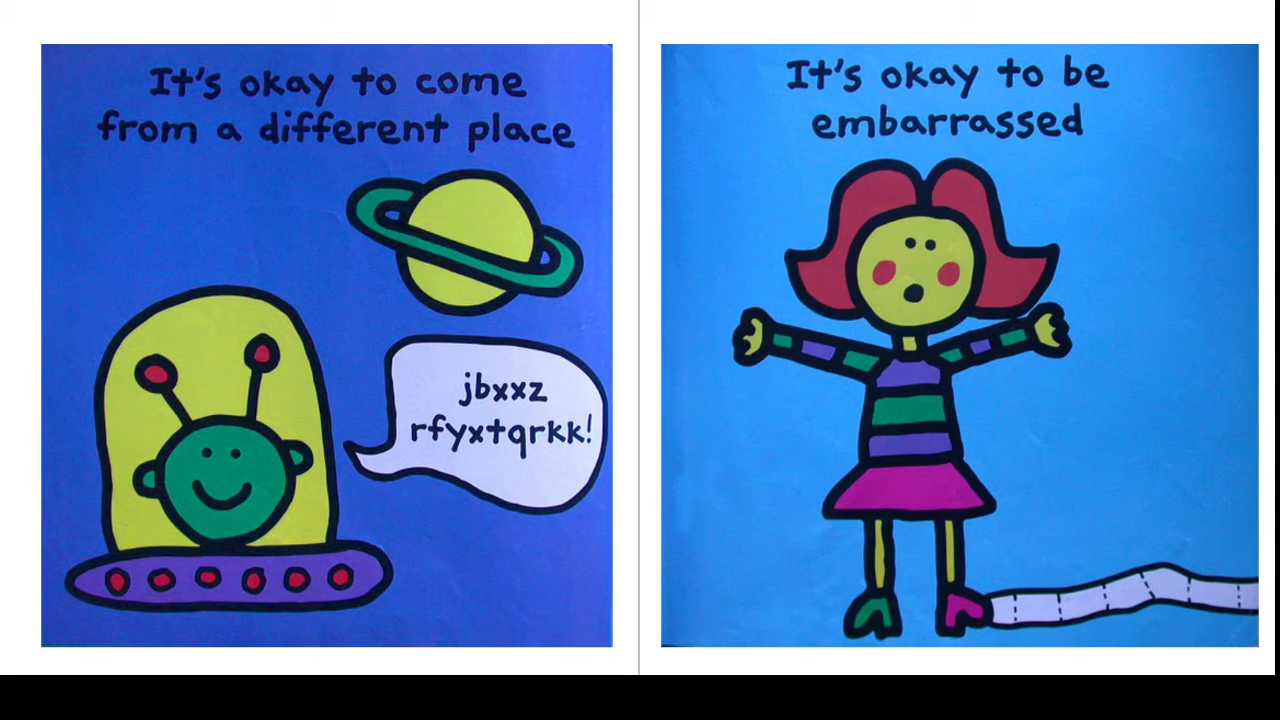 It's okay to come
from a different place
jbxxz
rfyxtqrkk!
It's okay to be
embarrassed